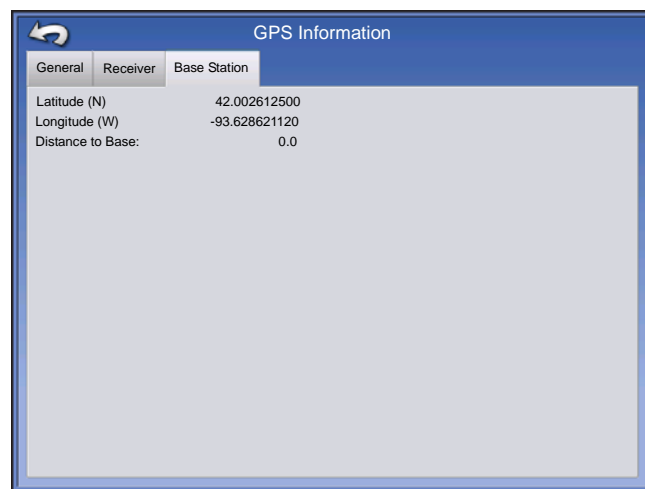 GPS Information
General Receiver Base Station
Latitude (N) 42.002612500
Longitude (W) -93.628621120
Distance to Base: 0.0